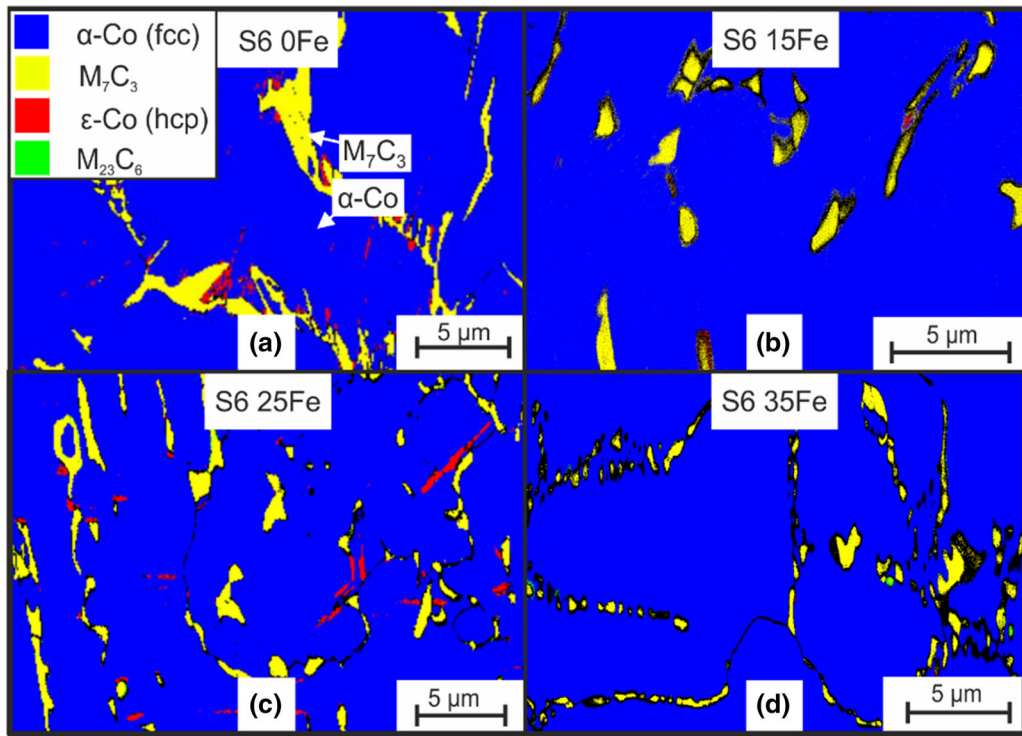 α-Co (fcc)
M₇C₃
ε-Co (hcp)
M₂₃C₆
S6 0Fe
M₇C₃
α-Co
5 µm
(a)
S6 15Fe
5 µm
(b)
S6 25Fe
5 µm
(c)
S6 35Fe
5 µm
(d)